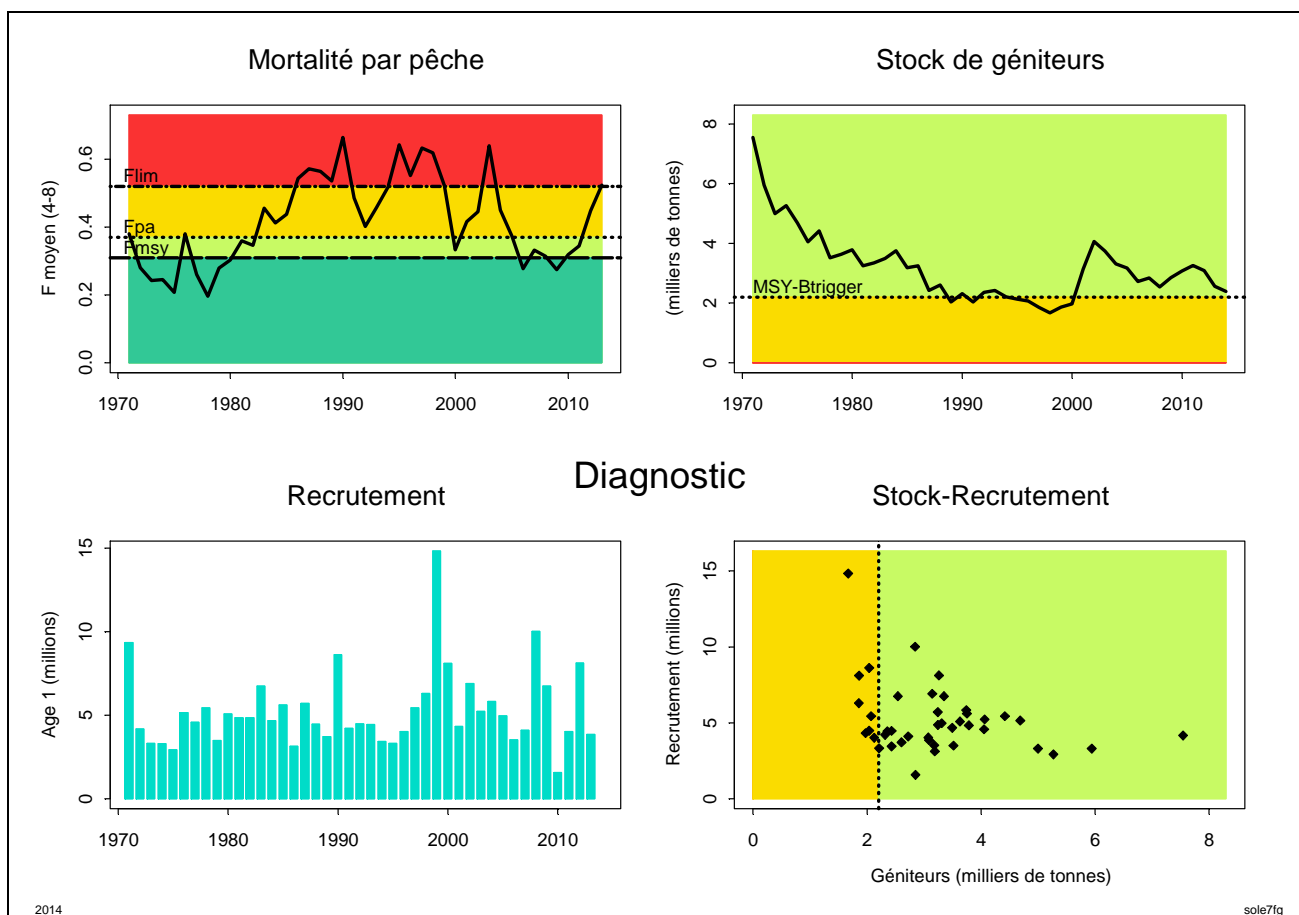 Mortalité par pêche
F moyen (4-8)
0.0
0.2
0.4
0.6
Flim
Fpa
Fmsy
1970
1980
1990
2000
2010
Stock de géniteurs
(milliers de tonnes)
0
2
4
6
8
MSY-Btrigger
1970
1980
1990
2000
2010
Diagnostic
Recrutement
Age 1 (millions)
0
5
10
15
1970
1980
1990
2000
2010
Stock-Recrutement
Recrutement (millions)
0
5
10
15
0
2
4
6
8
Géniteurs (milliers de tonnes)
2014
sole7fg